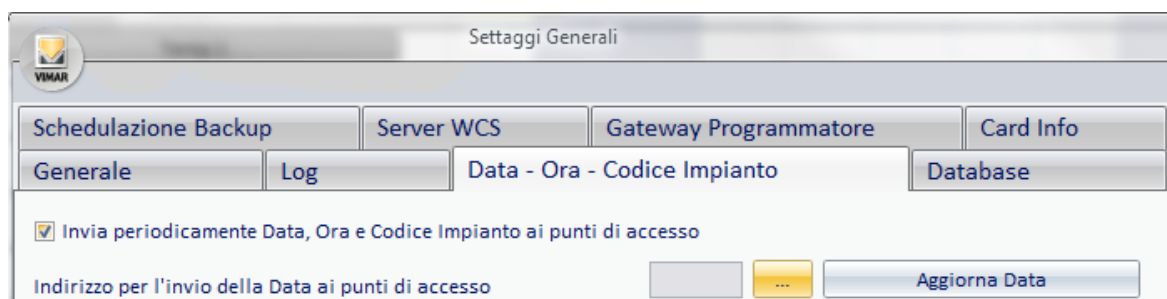 Settaggi Generali
VIMAR
Schedulazione Backup Server WCS Gateway Programmatore Card Info
Generale Log Data - Ora - Codice Impianto Database
Invia periodicamente Data, Ora e Codice Impianto ai punti di accesso
Indirizzo per l'invio della Data ai punti di accesso ... Aggiorna Data